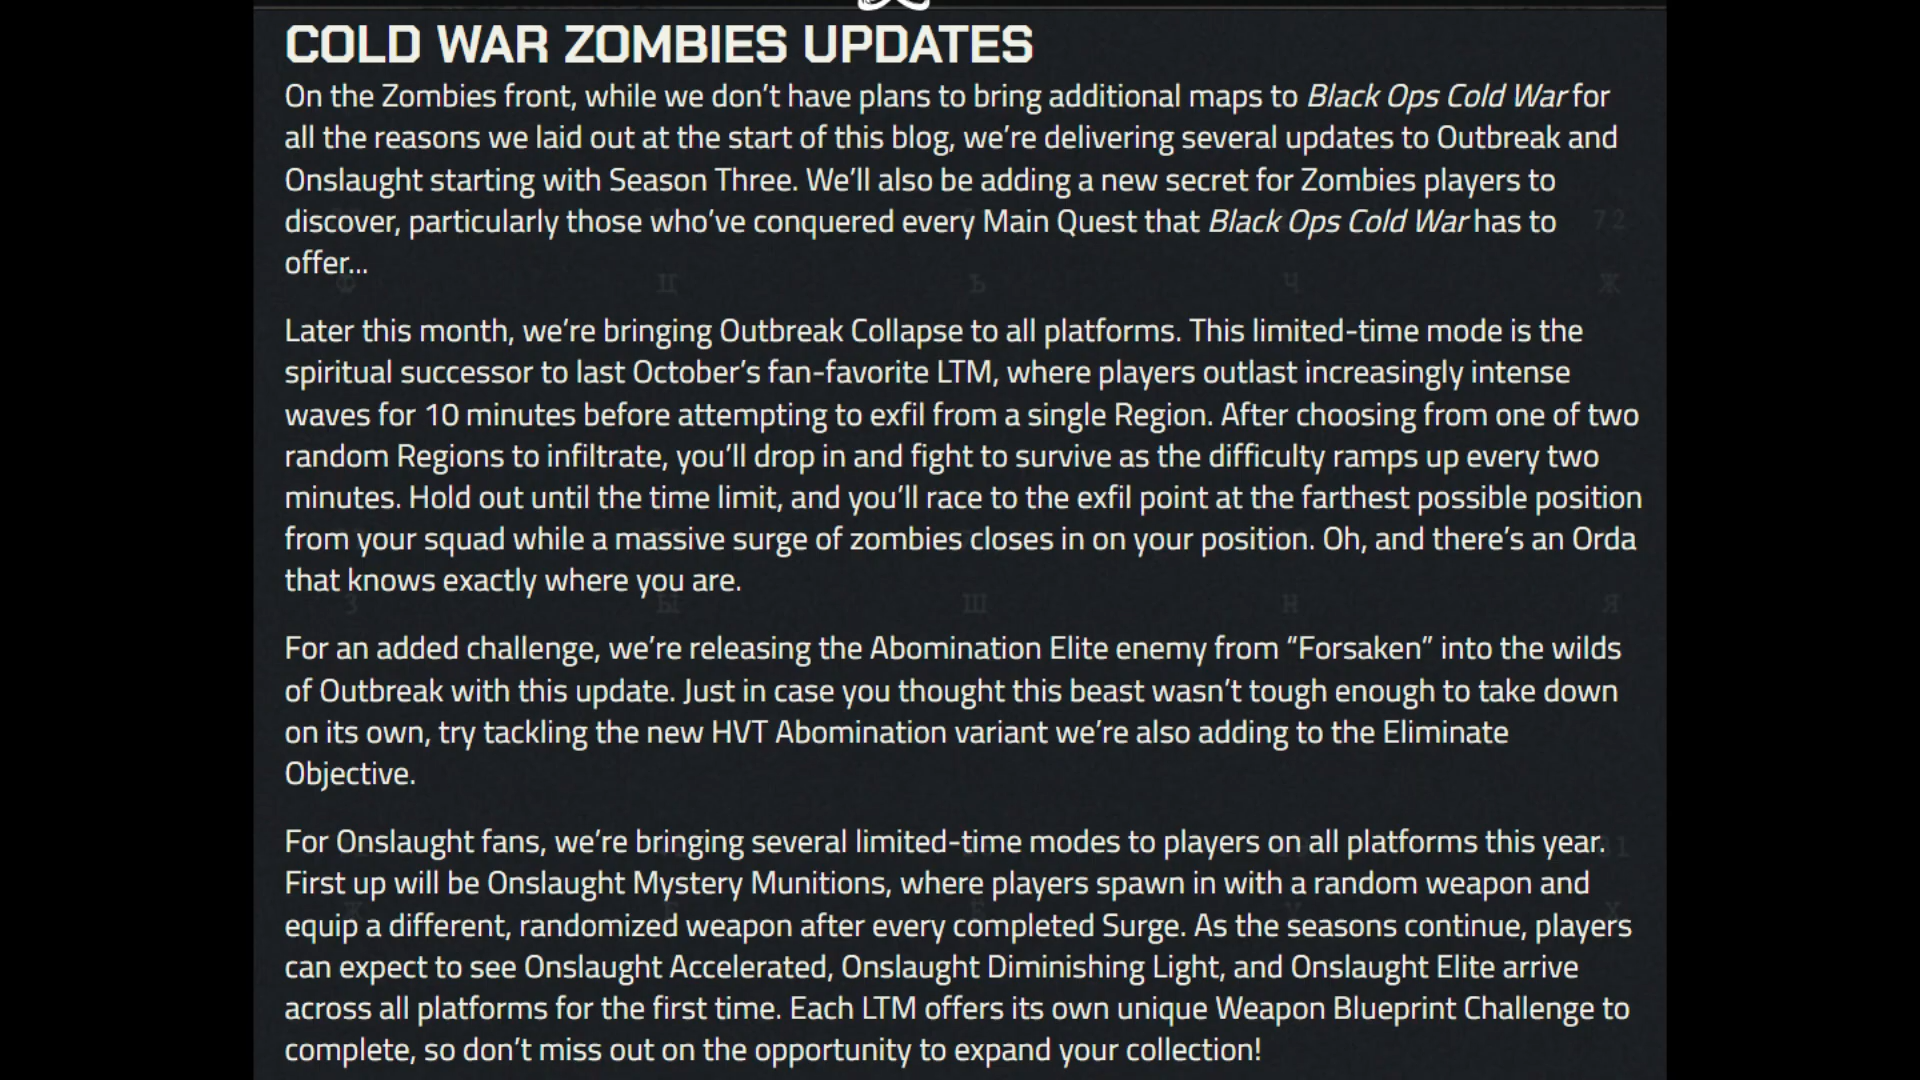 COLD WAR ZOMBIES UPDATES
On the Zombies front, while we don't have plans to bring additional maps to Black Ops Cold War for
all the reasons we laid out at the start of this blog, we're delivering several updates to Outbreak and
Onslaught starting with Season Three. We'll also be adding a new secret for Zombies players to
discover, particularly those who've conquered every Main Quest that Black Ops Cold War has to
offer...
Later this month, we're bringing Outbreak Collapse to all platforms. This limited-time mode is the
spiritual successor to last October's fan-favorite LTM, where players outlast increasingly intense
waves for 10 minutes before attempting to exfil from a single Region. After choosing from one of two
random Regions to infiltrate, you'll drop in and fight to survive as the difficulty ramps up every two
minutes. Hold out until the time limit, and you'll race to the exfil point at the farthest possible position
from your squad while a massive surge of zombies closes in on your position. Oh, and there's an Orda
that knows exactly where you are.
For an added challenge, we're releasing the Abomination Elite enemy from “Forsaken” into the wilds
of Outbreak with this update. Just in case you thought this beast wasn't tough enough to take down
on its own, try tackling the new HVT Abomination variant we're also adding to the Eliminate
Objective.
For Onslaught fans, we're bringing several limited-time modes to players on all platforms this year.
First up will be Onslaught Mystery Munitions, where players spawn in with a random weapon and
equip a different, randomized weapon after every completed Surge. As the seasons continue, players
can expect to see Onslaught Accelerated, Onslaught Diminishing Light, and Onslaught Elite arrive
across all platforms for the first time. Each LTM offers its own unique Weapon Blueprint Challenge to
complete, so don't miss out on the opportunity to expand your collection!